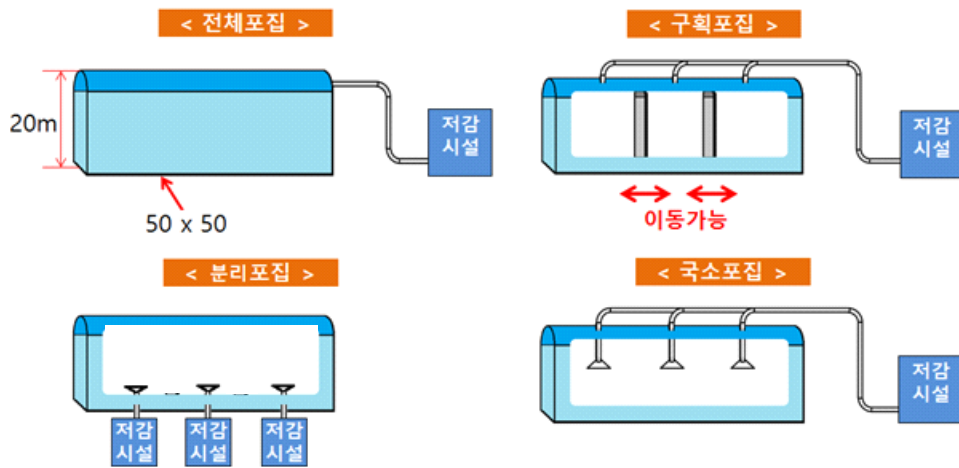 < 전체포집 >
20m
저감
시설
50 x 50
< 구획포집 >
저감
시설
이동가능
< 분리포집 >
저감
시설
저감
시설
저감
시설
< 국소포집 >
저감
시설